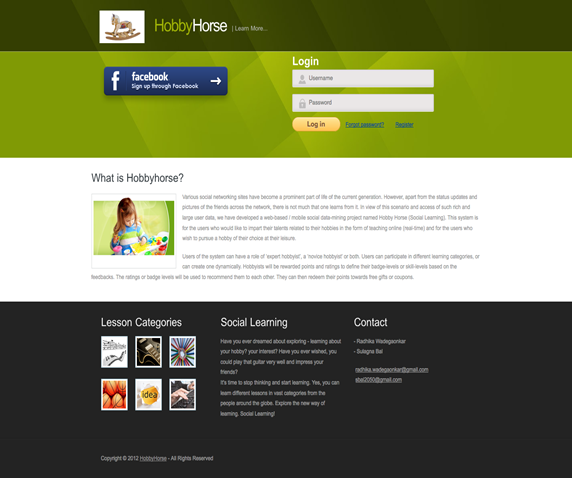 HobbyHorse | Learn More...
facebook
Sign up through Facebook
Login
Username
Password
Log in Forgot password? Register
What is Hobbyhorse?
Various social networking sites have become a prominent part of life of the current generation. However, apart from the status updates and
pictures of the friends across the network, there is not much that one learns from it. In view of this scenario and access of such rich and
large user data, we have developed a web-based / mobile social data-mining project named Hobby Horse (Social Learning). This system is
for the users who would like to impart their talents related to their hobbies in the form of teaching online (real-time) and for the users who
wish to pursue a hobby of their choice at their leisure.
Users of the system can have a role of 'expert hobbyist', a 'novice hobbyist' or both. Users can participate in different learning categories, or
can create one dynamically. Hobbyists will be rewarded points and ratings to define their badge-levels or skill-levels based on the
feedbacks. The ratings or badge levels will be used to recommend them to each other. They can then redeem their points towards free gifts or coupons.
Lesson Categories
idea
Social Learning
Have you ever dreamed about exploring - learning about
your hobby? your interest? Have you ever wished, you
could play that guitar very well and impress your
friends?
It's time to stop thinking and start learning. Yes, you can
learn different lessons in vast categories from the
people around the globe. Explore the new way of
learning. Social Learning!
Contact
- Radhika Wadegaonkar
- Sulagna Bal
radhika.wadegaonkar@gmail.com
sbal2050@gmail.com
Copyright © 2012 HobbyHorse - All Rights Reserved